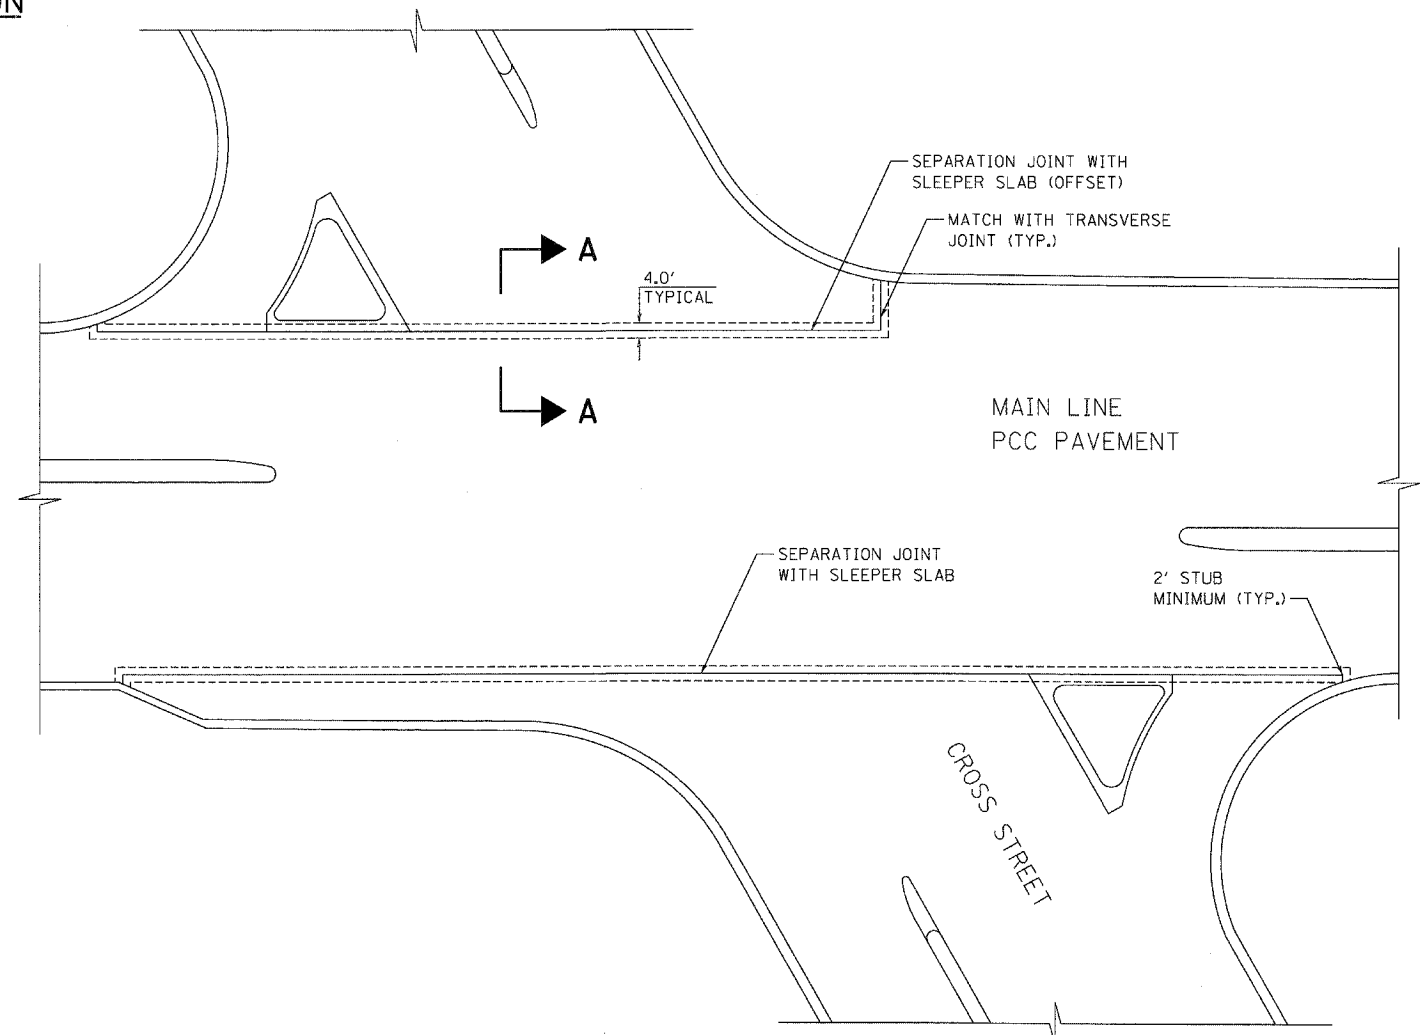 ON
SEPARATION JOINT WITH
SLEEPER SLAB (OFFSET)
MATCH WITH TRANSVERSE
JOINT (TYP.)
A
4.0'
TYPICAL
A
MAIN LINE
PCC PAVEMENT
SEPARATION JOINT
WITH SLEEPER SLAB
2' STUB
MINIMUM (TYP.)
CROSS STREET